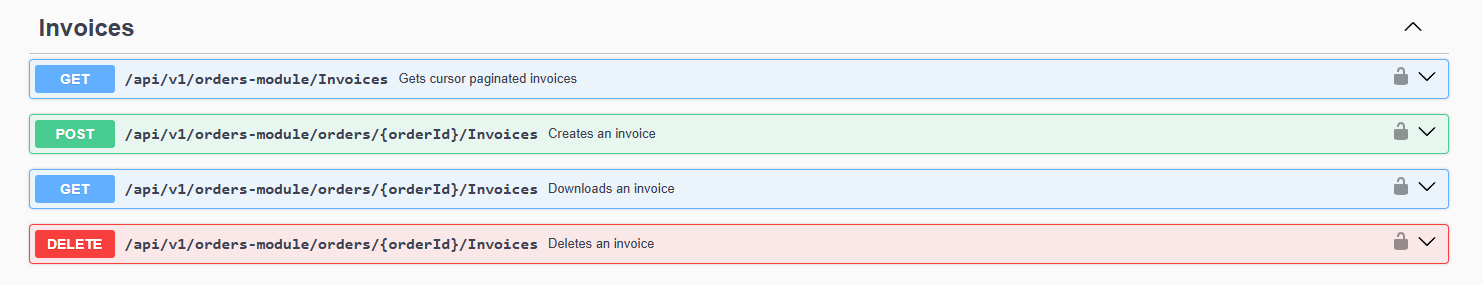 Invoices
GET /api/v1/orders-module/Invoices Gets cursor paginated invoices
POST /api/v1/orders-module/orders/{orderId}/Invoices Creates an invoice
GET /api/v1/orders-module/orders/{orderId}/Invoices Downloads an invoice
DELETE /api/v1/orders-module/orders/{orderId}/Invoices Deletes an invoice